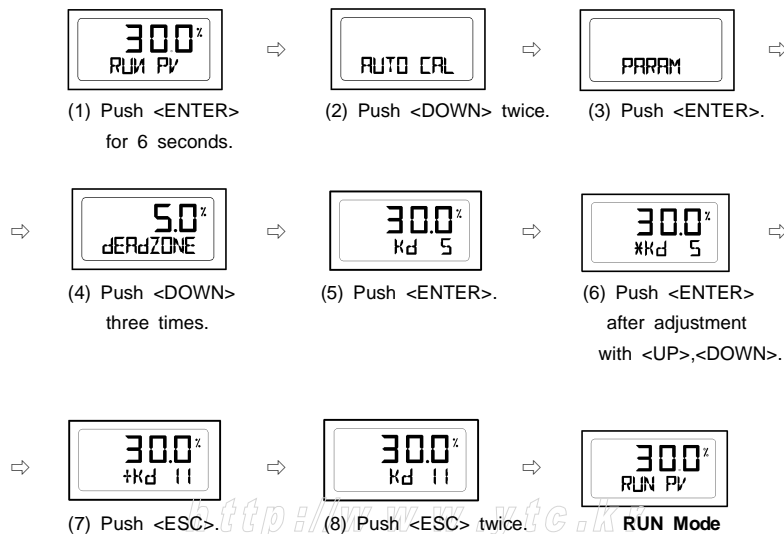 30.0%
RUN PV
(1) Push <ENTER>
for 6 seconds.
AUTO CAL
(2) Push <DOWN> twice.
PARAM
(3) Push <ENTER>.
5.0%
dEAdZONE
(4) Push <DOWN>
three times.
30.0%
Kd 5
(5) Push <ENTER>.
30.0%
*Kd 5
(6) Push <ENTER>
after adjustment
with <UP>,<DOWN>.
30.0%
+Kd 11
(7) Push <ESC>.
30.0%
Kd 11
(8) Push <ESC> twice.
30.0%
RUN PV
RUN Mode
http://www.ytc.kr